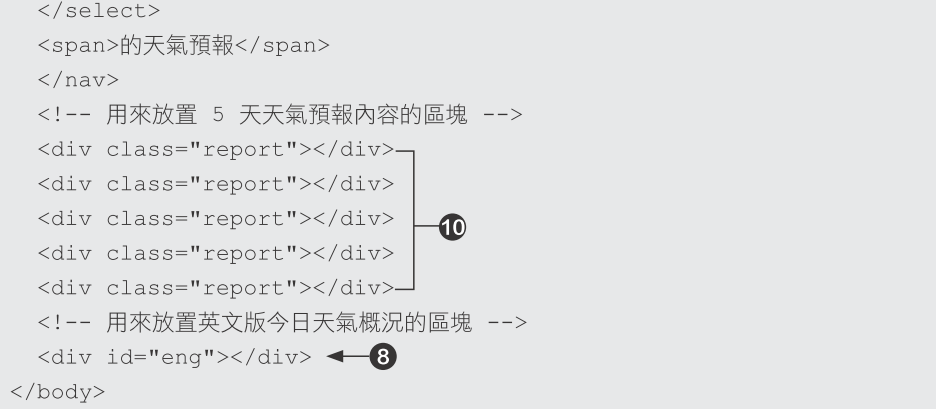 </select>
<span>的天氣預報</span>
</nav>
<!-- 用來放置 5 天天氣預報內容的區塊 -->
<div class="report"></div>
<div class="report"></div>
<div class="report"></div>
10
<div class="report"></div>
<div class="report"></div>
<!-- 用來放置英文版今日天氣概況的區塊 -->
<div id="eng"></div> 8
</body>